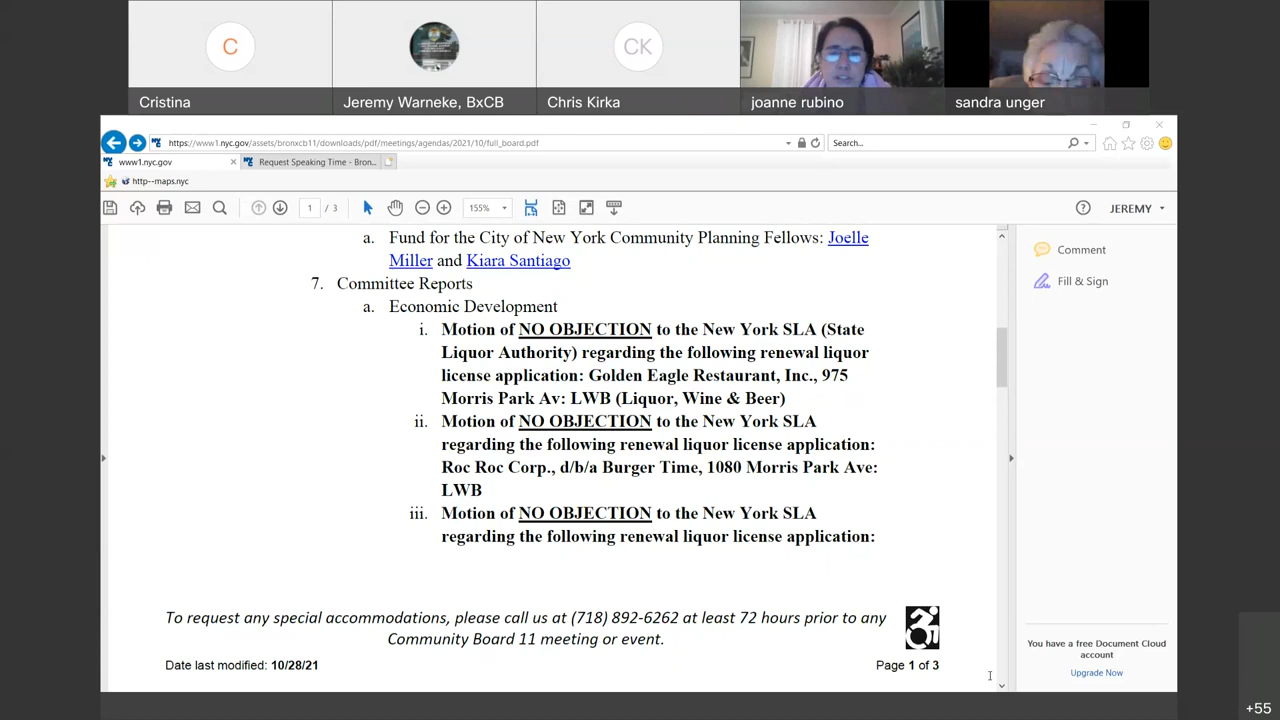 C
CK
Cristina
Jeremy Warneke, BxCB
Chris Kirka
joanne rubino
sandra unger
https://www1.nyc.gov/assets/bronxcb11/downloads/pdf/meetings/agendas/2021/10/full_board.pdf
Search...
www1.nyc.gov
Request Speaking Time - Bron...
http--maps.nyc
1 / 3
155%
JEREMY
a. Fund for the City of New York Community Planning Fellows: Joelle
Miller and Kiara Santiago
7. Committee Reports
a. Economic Development
i. Motion of NO OBJECTION to the New York SLA (State
Liquor Authority) regarding the following renewal liquor
license application: Golden Eagle Restaurant, Inc., 975
Morris Park Av: LWB (Liquor, Wine & Beer)
ii. Motion of NO OBJECTION to the New York SLA
regarding the following renewal liquor license application:
Roc Roc Corp., d/b/a Burger Time, 1080 Morris Park Ave:
LWB
iii. Motion of NO OBJECTION to the New York SLA
regarding the following renewal liquor license application:
To request any special accommodations, please call us at (718) 892-6262 at least 72 hours prior to any
Community Board 11 meeting or event.
Date last modified: 10/28/21
Page 1 of 3
Comment
Fill & Sign
You have a free Document Cloud
account
Upgrade Now
+55